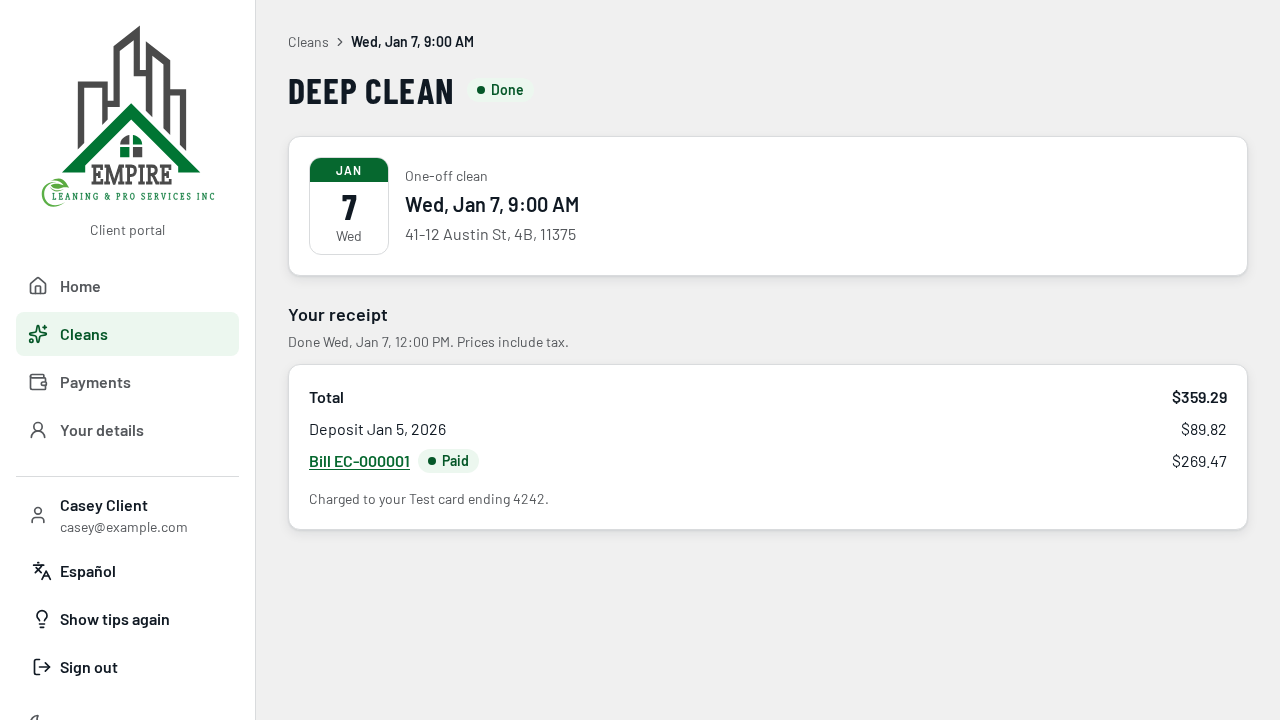 EMPIRE
LEANING & PRO SERVICES INC
Client portal
Home
Cleans
Payments
Your details
Casey Client
casey@example.com
Español
Show tips again
Sign out
Cleans > Wed, Jan 7, 9:00 AM
DEEP CLEAN Done
JAN
7
Wed
One-off clean
Wed, Jan 7, 9:00 AM
41-12 Austin St, 4B, 11375
Your receipt
Done Wed, Jan 7, 12:00 PM. Prices include tax.
Total $359.29
Deposit Jan 5, 2026 $89.82
Bill EC-000001 Paid $269.47
Charged to your Test card ending 4242.